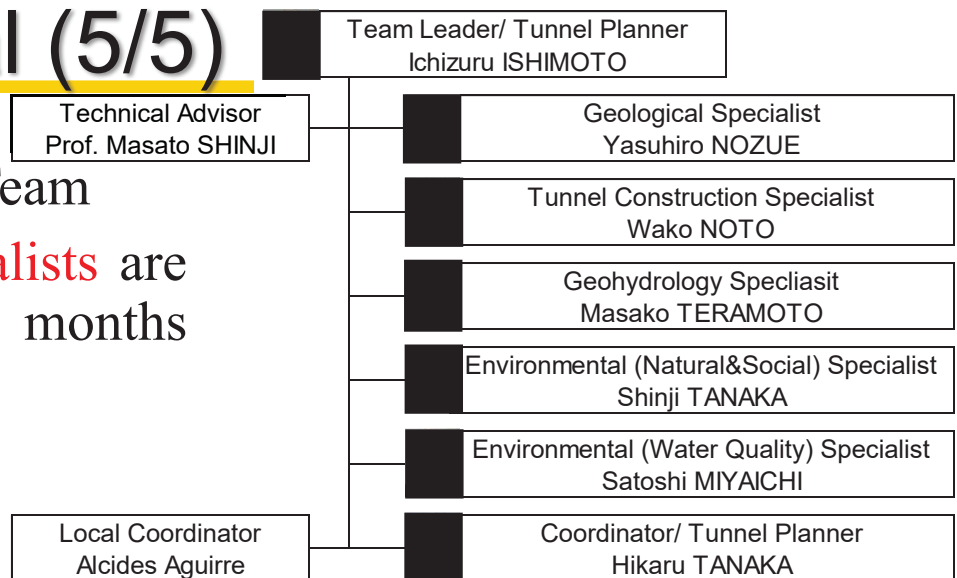 l (5/5)
Team Leader/ Tunnel Planner
Ichizuru ISHIMOTO
Technical Advisor
Prof. Masato SHINJI
Geological Specialist
Yasuhiro NOZUE
Team
Tunnel Construction Specialist
Wako NOTO
alists are
months
Geohydrology Specliasit
Masako TERAMOTO
Environmental (Natural&Social) Specialist
Shinji TANAKA
Environmental (Water Quality) Specialist
Satoshi MIYAICHI
Local Coordinator
Alcides Aguirre
Coordinator/ Tunnel Planner
Hikaru TANAKA